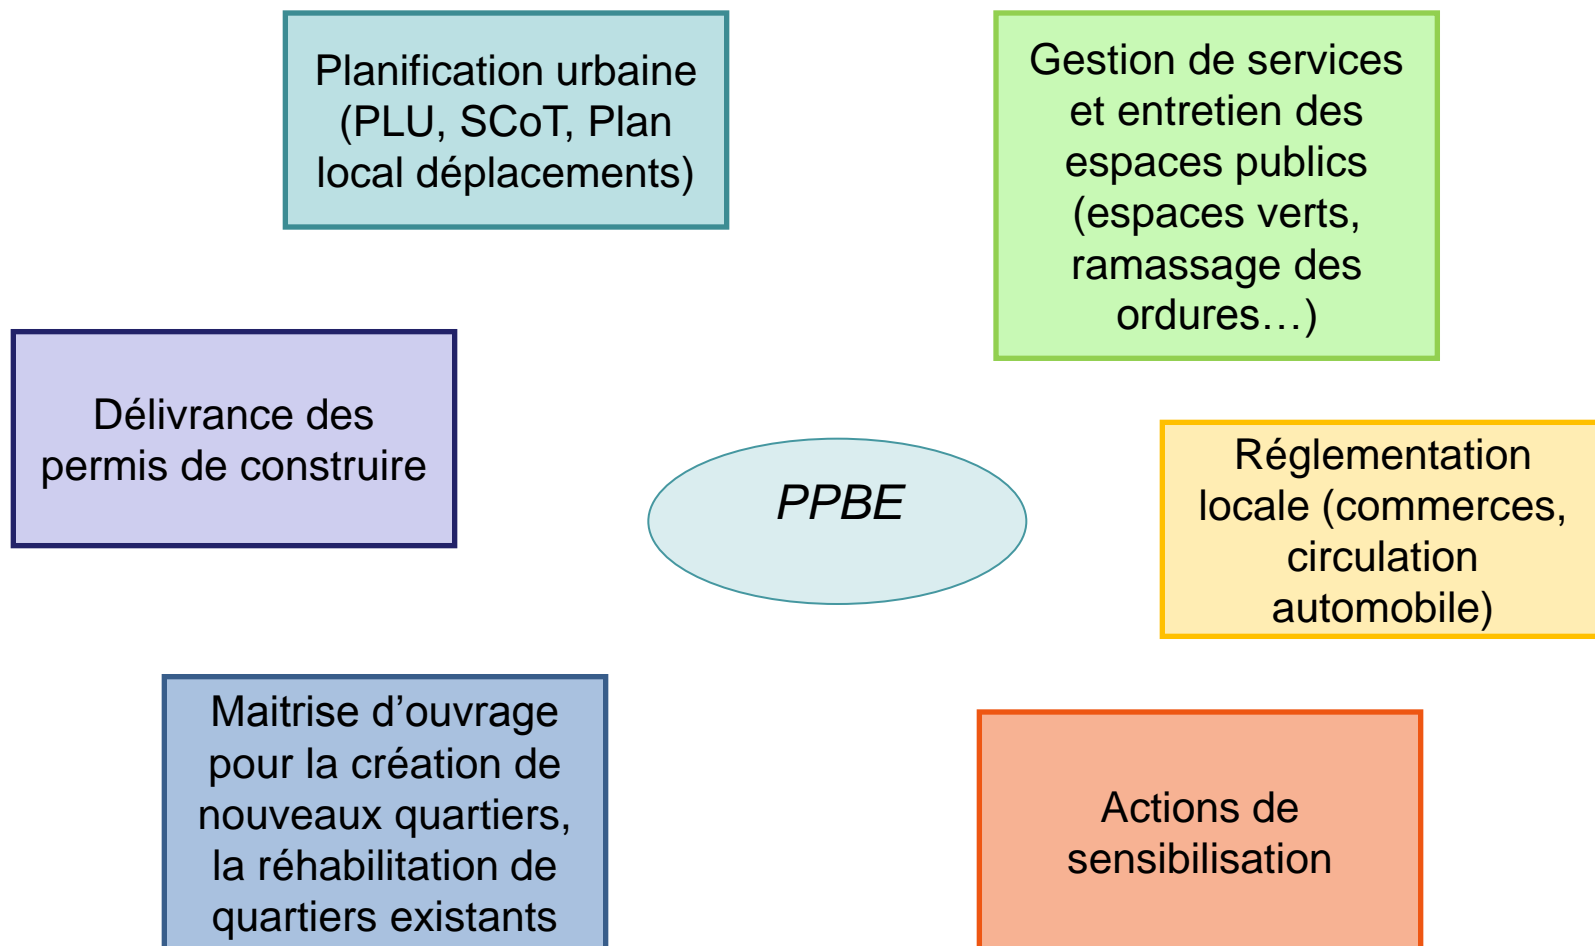 Planification urbaine
(PLU, SCoT, Plan
local déplacements)
Gestion de services
et entretien des
espaces publics
(espaces verts,
ramassage des
ordures…)
Délivrance des
permis de construire
PPBE
Réglementation
locale (commerces,
circulation
automobile)
Maitrise d’ouvrage
pour la création de
nouveaux quartiers,
la réhabilitation de
quartiers existants
Actions de
sensibilisation